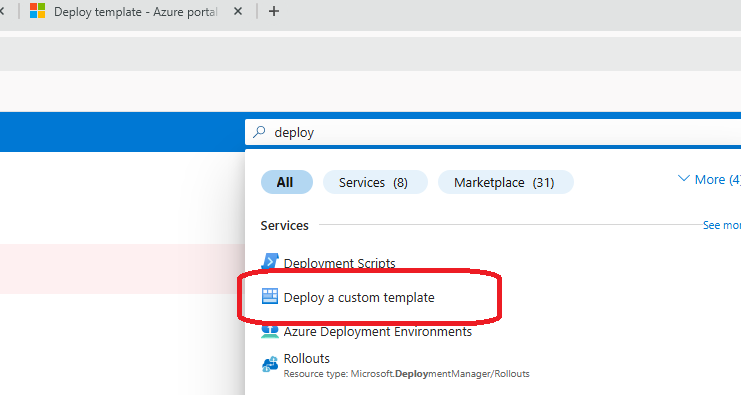 Deploy template - Azure portal
deploy
All
Services (8)
Marketplace (31)
More (4)
Services
See mor
Deployment Scripts
Deploy a custom template
Azure Deployment Environments
Rollouts
Resource type: Microsoft.DeploymentManager/Rollouts